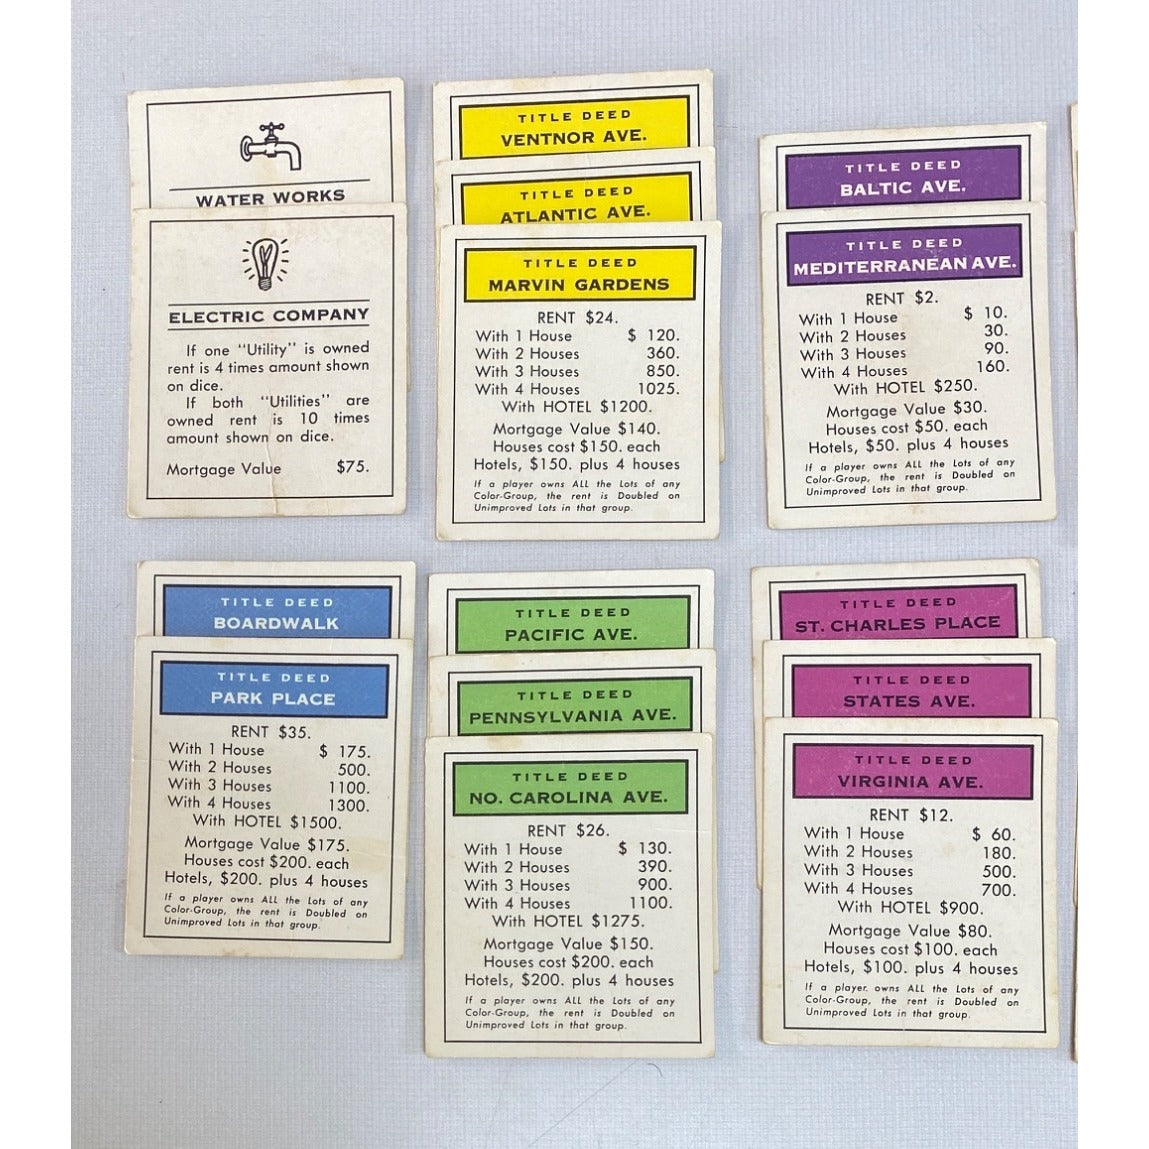 WATER WORKS
ELECTRIC COMPANY
If one "Utility" is owned
rent is 4 times amount shown
on dice.
If both "Utilities" are
owned rent is 10 times
amount shown on dice.
Mortgage Value $75.
TITLE DEED
VENTNOR AVE.
TITLE DEED
ATLANTIC AVE.
TITLE DEED
MARVIN GARDENS
RENT $24.
With 1 House $ 120.
With 2 Houses 360.
With 3 Houses 850.
With 4 Houses 1025.
With HOTEL $1200.
Mortgage Value $140.
Houses cost $150. each
Hotels, $150. plus 4 houses
If a player owns ALL the Lots of any
Color-Group, the rent is Doubled on
Unimproved Lots in that group.
TITLE DEED
BALTIC AVE.
TITLE DEED
MEDITERRANEAN AVE.
RENT $2.
With 1 House $ 10.
With 2 Houses 30.
With 3 Houses 90.
With 4 Houses 160.
With HOTEL $250.
Mortgage Value $30.
Houses cost $50. each
Hotels, $50. plus 4 houses
If a player owns ALL the Lots of any
Color-Group, the rent is Doubled on
Unimproved Lots in that group.
TITLE DEED
BOARDWALK
TITLE DEED
PARK PLACE
RENT $35.
With 1 House $ 175.
With 2 Houses 500.
With 3 Houses 1100.
With 4 Houses 1300.
With HOTEL $1500.
Mortgage Value $175.
Houses cost $200. each
Hotels, $200. plus 4 houses
If a player owns ALL the Lots of any
Color-Group, the rent is Doubled on
Unimproved Lots in that group.
TITLE DEED
PACIFIC AVE.
TITLE DEED
PENNSYLVANIA AVE.
TITLE DEED
NO. CAROLINA AVE.
RENT $26.
With 1 House $ 130.
With 2 Houses 390.
With 3 Houses 900.
With 4 Houses 1100.
With HOTEL $1275.
Mortgage Value $150.
Houses cost $200. each
Hotels, $200. plus 4 houses
If a player owns ALL the Lots of any
Color-Group, the rent is Doubled on
Unimproved Lots in that group.
TITLE DEED
ST. CHARLES PLACE
TITLE DEED
STATES AVE.
TITLE DEED
VIRGINIA AVE.
RENT $12.
With 1 House $ 60.
With 2 Houses 180.
With 3 Houses 500.
With 4 Houses 700.
With HOTEL $900.
Mortgage Value $80.
Houses cost $100. each
Hotels, $100. plus 4 houses
If a player owns ALL the Lots of any
Color-Group, the rent is Doubled on
Unimproved Lots in that group.